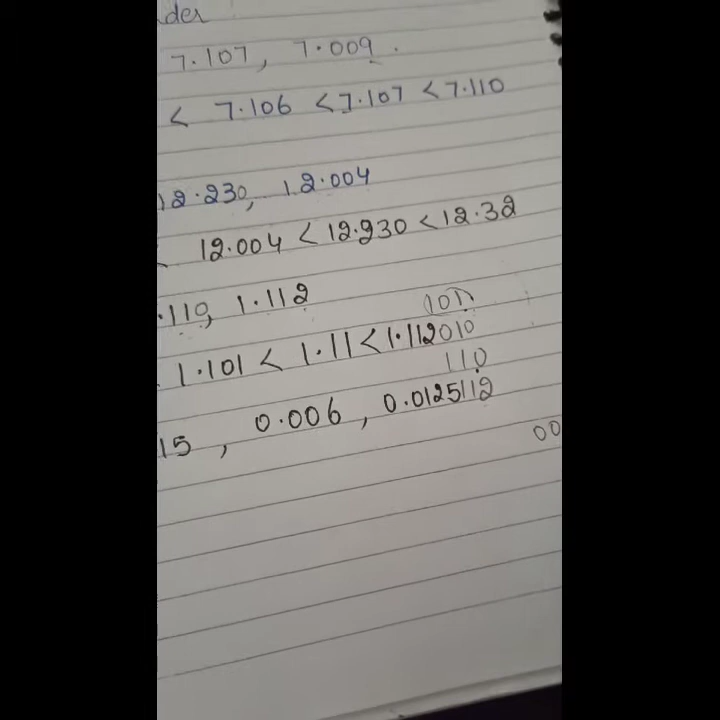 der
7.107, 7.009.
< 7.106 < 7.107 < 7.110
12.230, 12.004
12.004 < 12.230 < 12.32
.110, 1.112
101
1.101 < 1.11 < 1.112 010
110
15, 0.006, 0.0125 112
00